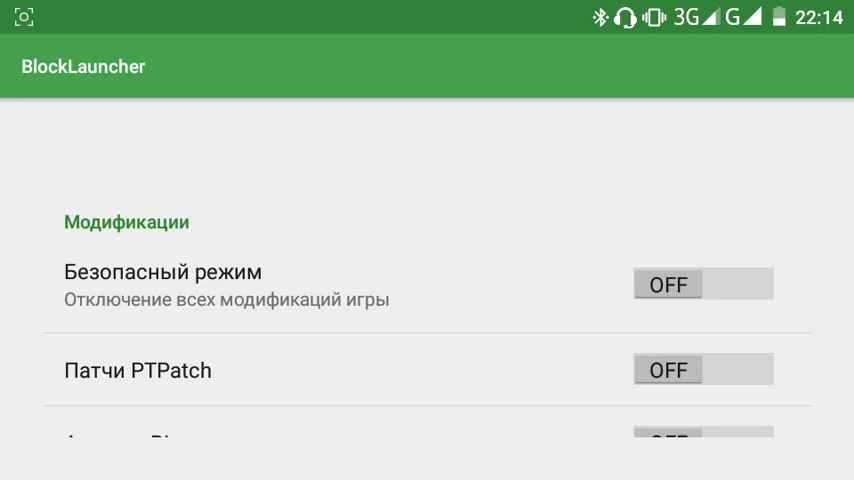 3G G 22:14
BlockLauncher
Модификации
Безопасный режим
Отключение всех модификаций игры
OFF
Патчи PTPatch
OFF